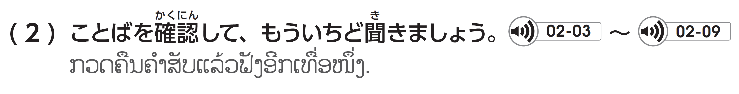 (2) ことばを確認して、もういちど聞きましょう。 02-03 ～ 02-09
ກວດຄືນຄຳສັບແລ້ວຟັງອີກເທື່ອໜຶ່ງ.